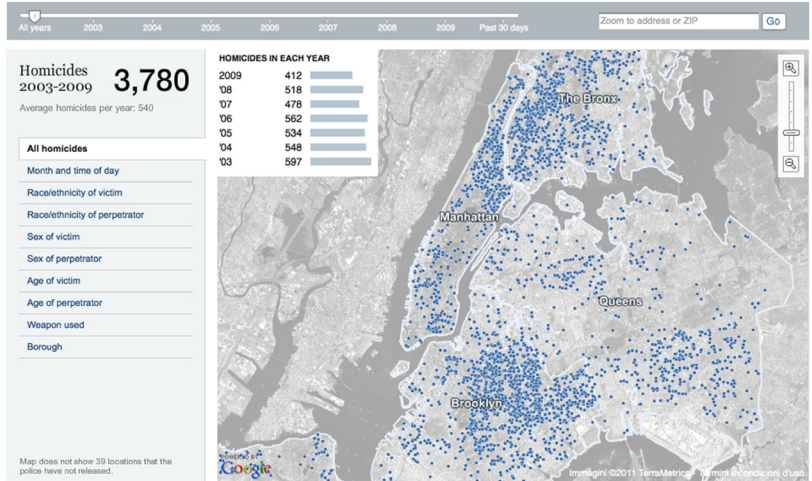 All years
2003
2004
2005
2006
2007
2008
2009
Past 30 days
Zoom to address or ZIP
Go
Homicides
2003-2009
3,780
Average homicides per year: 540
All homicides
Month and time of day
Race/ethnicity of victim
Race/ethnicity of perpetrator
Sex of victim
Sex of perpetrator
Age of victim
Age of perpetrator
Weapon used
Borough
Map does not show 39 locations that the
police have not released.
HOMICIDES IN EACH YEAR
2009 412
'08 518
'07 478
'06 562
'05 534
'04 548
'03 597
The Bronx
Manhattan
Queens
Brooklyn
POWERED BY
Google
Immagini ©2011 TerraMetrics - Termini e condizioni d'uso